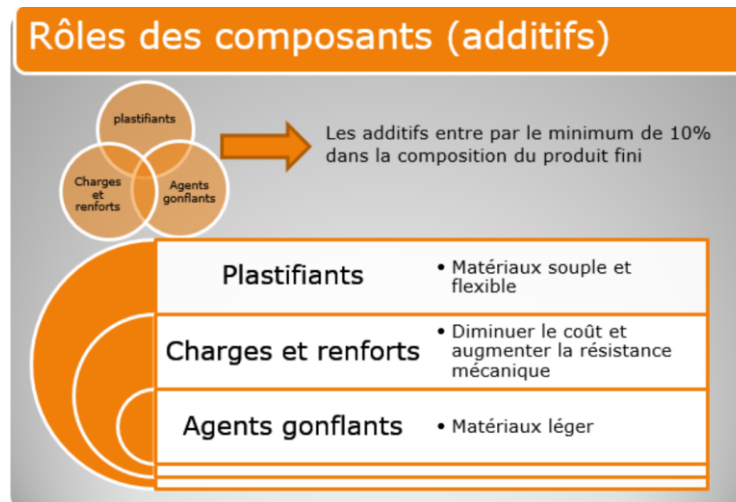 Rôles des composants (additifs)
plastifiants
Charges
et
renforts
Agents
gonflants
Les additifs entre par le minimum de 10%
dans la composition du produit fini
Plastifiants
• Matériaux souple et
flexible
Charges et renforts
• Diminuer le coût et
augmenter la résistance
mécanique
Agents gonflants
• Matériaux léger